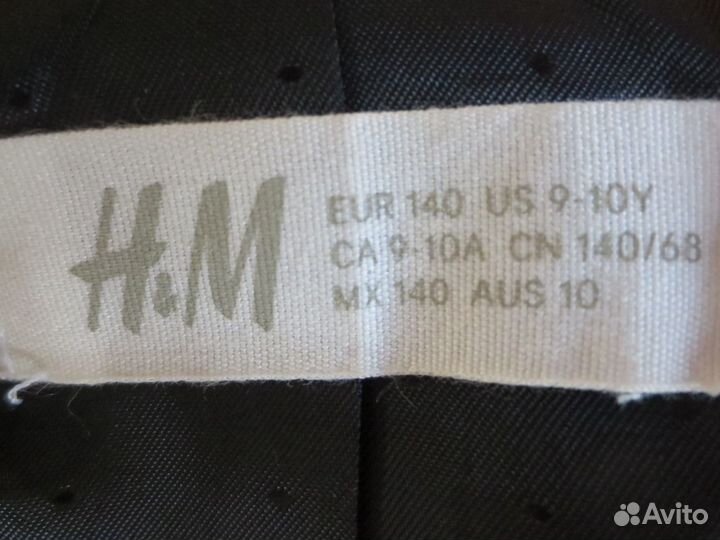 H&M
EUR 140 US 9-10Y
CA 9-10A CN 140/68
MX 140 AUS 10
Avito